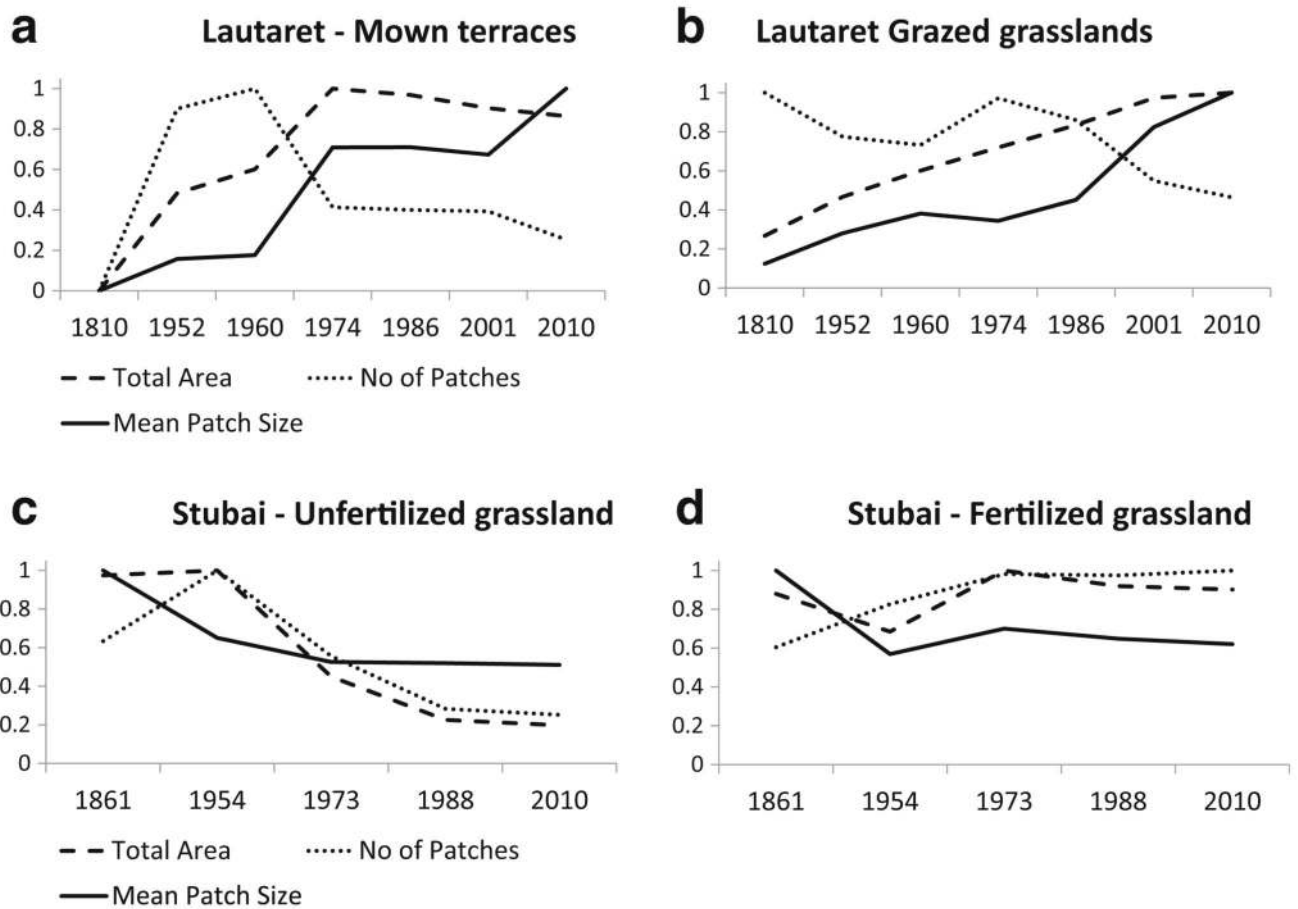 a Lautaret - Mown terraces
1
0.8
0.6
0.4
0.2
0
1810 1952 1960 1974 1986 2001 2010
Total Area No of Patches
Mean Patch Size
b Lautaret Grazed grasslands
1
0.8
0.6
0.4
0.2
0
1810 1952 1960 1974 1986 2001 2010
c Stubai - Unfertilized grassland
1
0.8
0.6
0.4
0.2
0
1861 1954 1973 1988 2010
Total Area No of Patches
Mean Patch Size
d Stubai - Fertilized grassland
1
0.8
0.6
0.4
0.2
0
1861 1954 1973 1988 2010